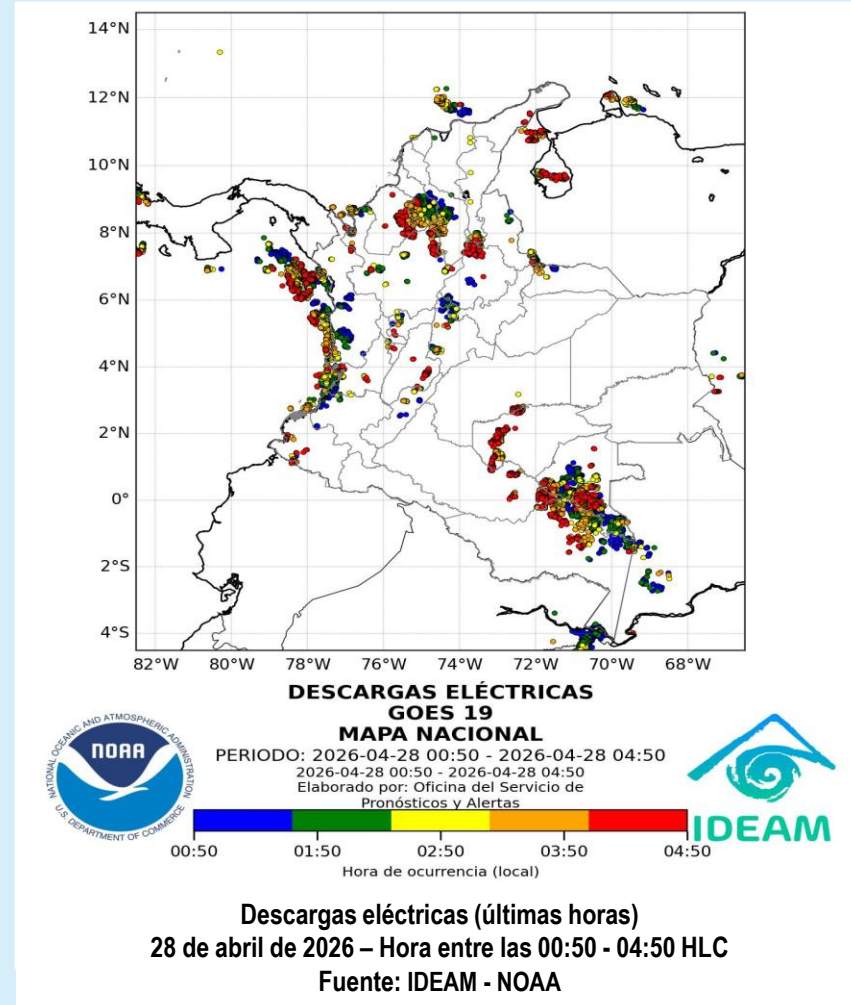 14°N
12°N
10°N
8°N
6°N
4°N
2°N
0°
2°S
4°S
82°W 80°W 78°W 76°W 74°W 72°W 70°W 68°W
DESCARGAS ELÉCTRICAS
GOES 19
MAPA NACIONAL
PERIODO: 2026-04-28 00:50 - 2026-04-28 04:50
2026-04-28 00:50 - 2026-04-28 04:50
Elaborado por: Oficina del Servicio de
Pronósticos y Alertas
NATIONAL OCEANIC AND ATMOSPHERIC ADMINISTRATION
NOAA
U.S. DEPARTMENT OF COMMERCE
IDEAM
00:50 01:50 02:50 03:50 04:50
Hora de ocurrencia (local)
Descargas eléctricas (últimas horas)
28 de abril de 2026 – Hora entre las 00:50 - 04:50 HLC
Fuente: IDEAM - NOAA